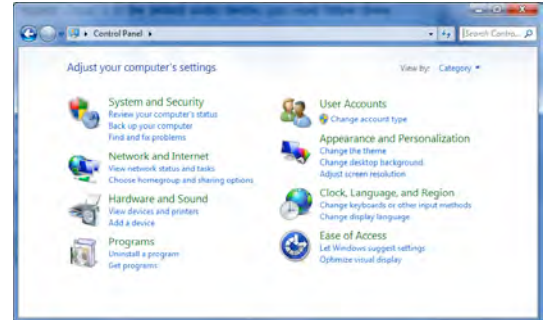 Control Panel
Search Contro...
Adjust your computer's settings
View by: Category
System and Security
Review your computer's status
Back up your computer
Find and fix problems
Network and Internet
View network status and tasks
Choose homegroup and sharing options
Hardware and Sound
View devices and printers
Add a device
Programs
Uninstall a program
Get programs
User Accounts
Change account type
Appearance and Personalization
Change the theme
Change desktop background
Adjust screen resolution
Clock, Language, and Region
Change keyboards or other input methods
Change display language
Ease of Access
Let Windows suggest settings
Optimize visual display